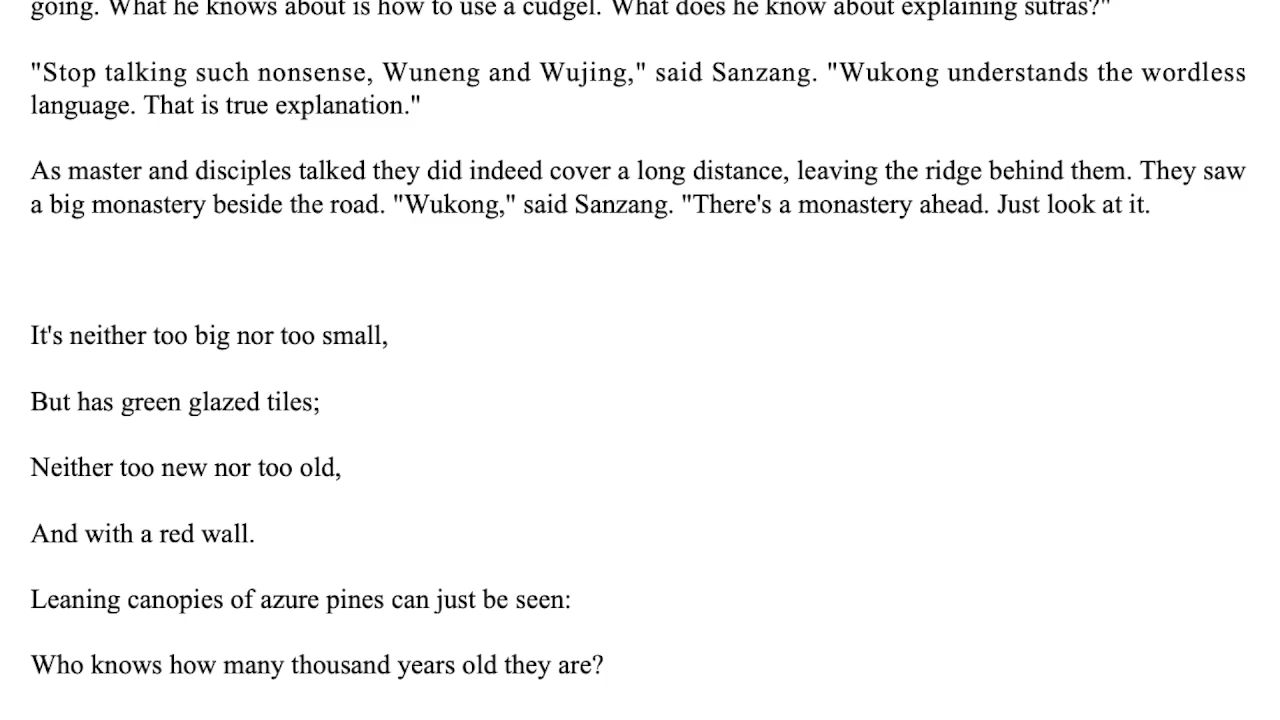 going. What he knows about is how to use a cudgel. What does he know about explaining sutras?"
"Stop talking such nonsense, Wuneng and Wujing," said Sanzang. "Wukong understands the wordless
language. That is true explanation."
As master and disciples talked they did indeed cover a long distance, leaving the ridge behind them. They saw
a big monastery beside the road. "Wukong," said Sanzang. "There's a monastery ahead. Just look at it.
It's neither too big nor too small,
But has green glazed tiles;
Neither too new nor too old,
And with a red wall.
Leaning canopies of azure pines can just be seen:
Who knows how many thousand years old they are?